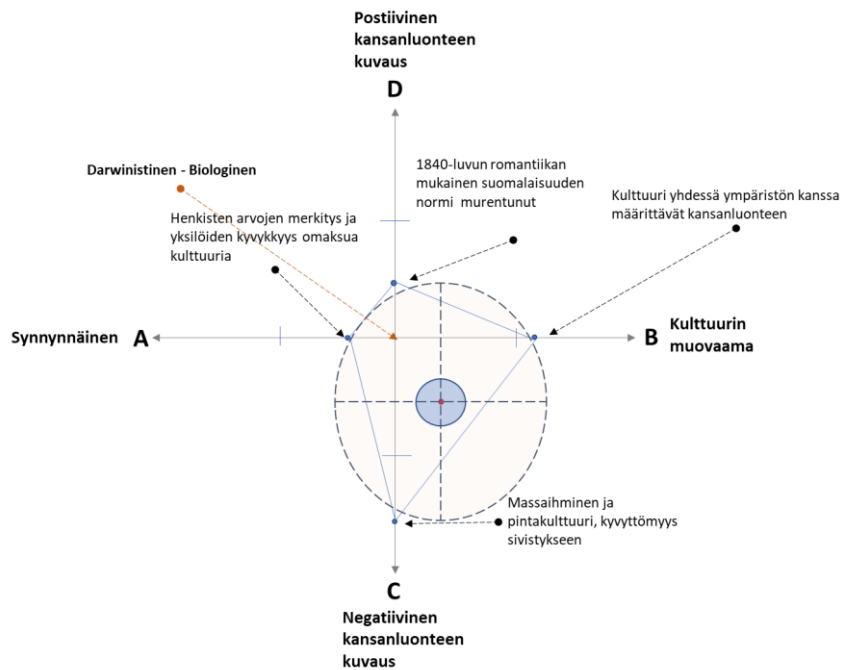 Postiivinen
kansanluonteen
kuvaus
D
Darwinistinen - Biologinen
1840-luvun romantiikan
mukainen suomalaisuuden
normi murentunut
Kulttuuri yhdessä ympäristön kanssa
määrittävät kansanluonteen
Henkisten arvojen merkitys ja
yksilöiden kyvykkyys omaksua
kulttuuria
Synnynnäinen
A
B
Kulttuurin
muovaama
Massaihminen ja
pintakulttuuri, kyvyttömyys
sivistykseen
C
Negatiivinen
kansanluonteen
kuvaus